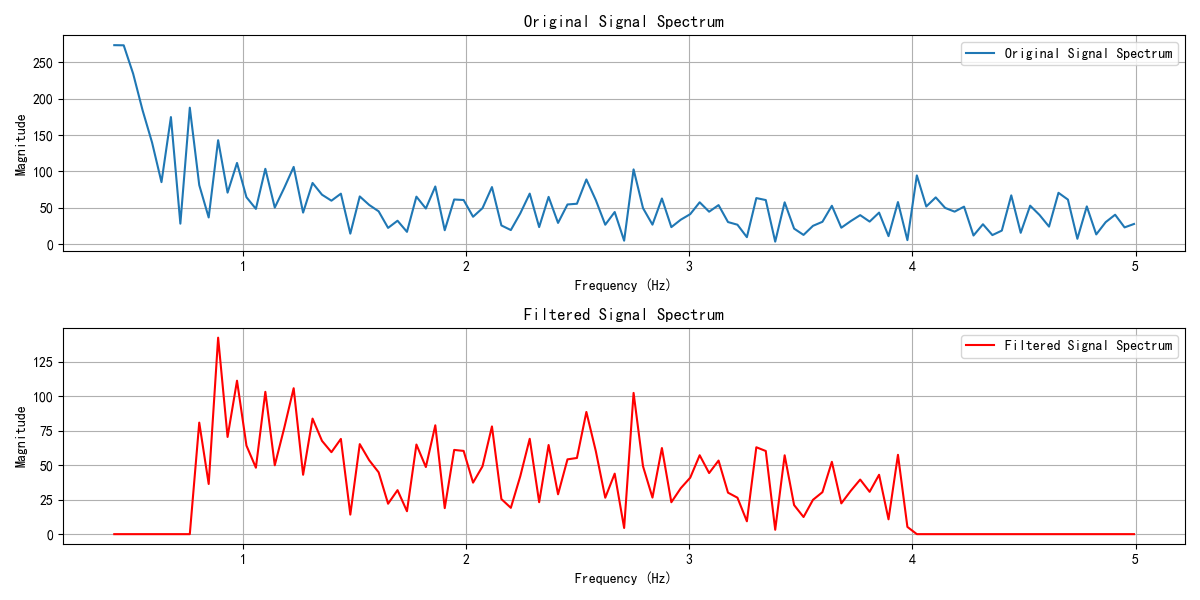 Original Signal Spectrum
Original Signal Spectrum
Magnitude
250
200
150
100
50
0
1
2
3
4
5
Frequency (Hz)
Filtered Signal Spectrum
Filtered Signal Spectrum
Magnitude
125
100
75
50
25
0
1
2
3
4
5
Frequency (Hz)